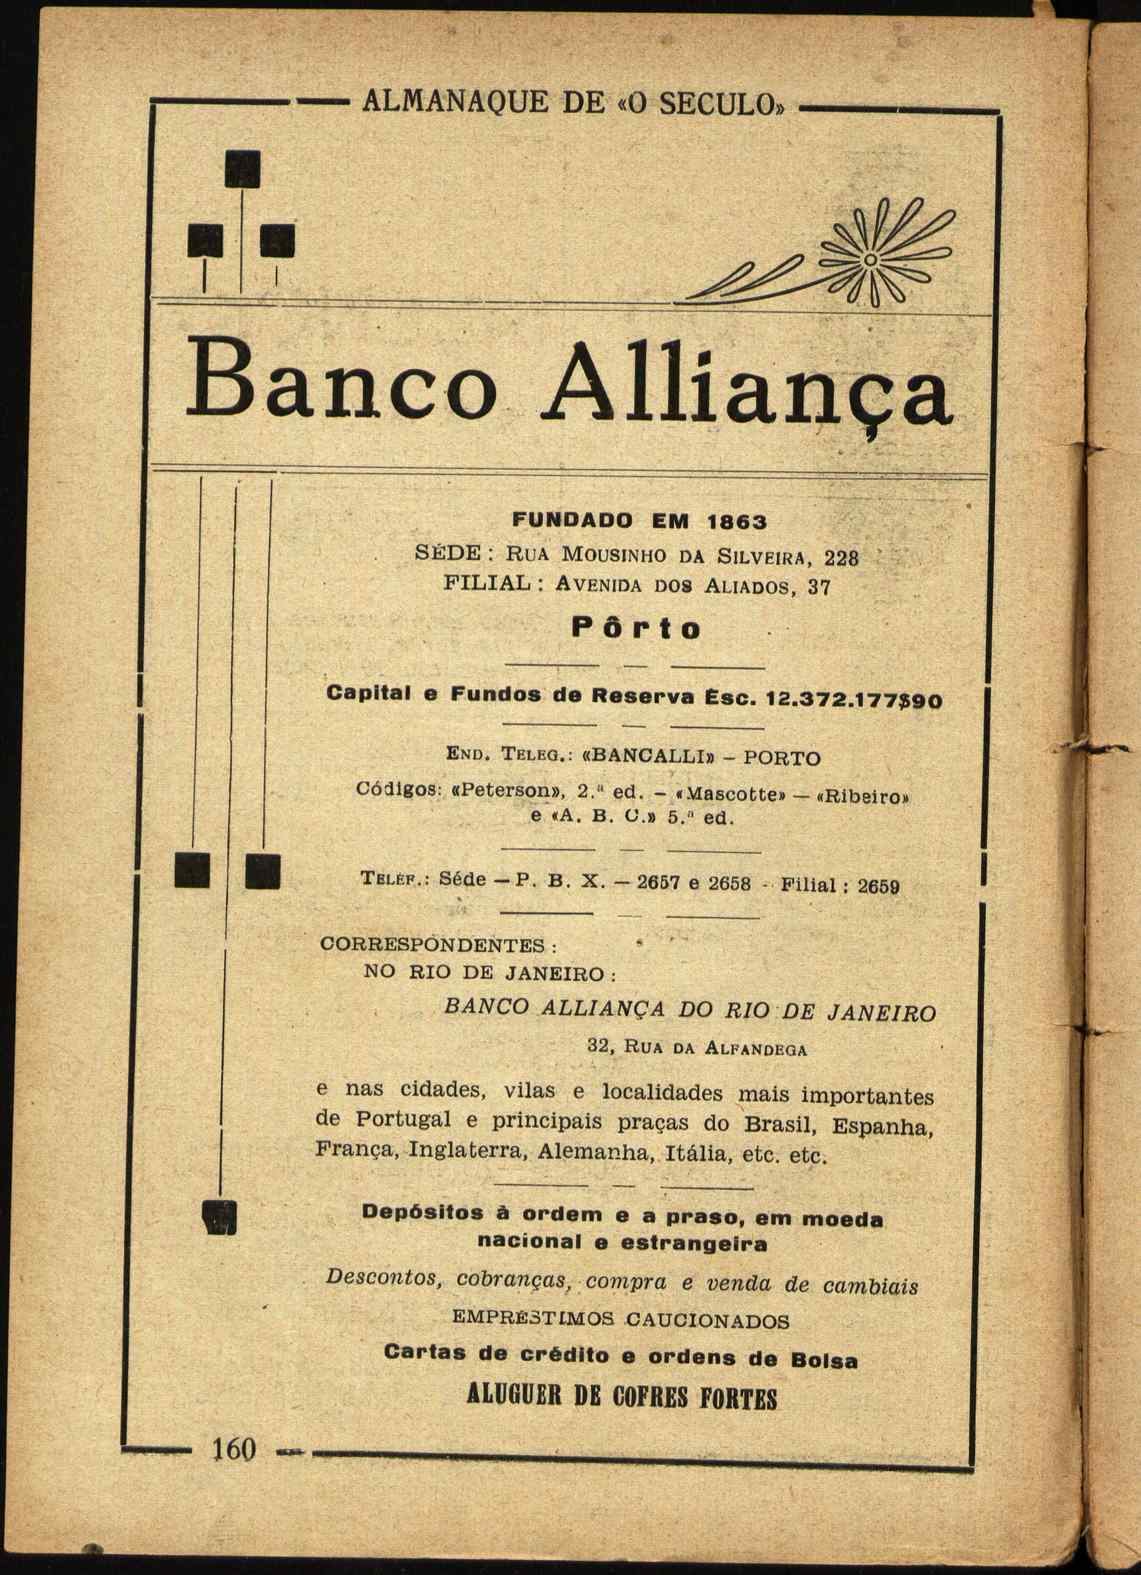 ALMANAQUE DE «O SECULO»
Banco Alliança
FUNDADO EM 1863
SÉDE : RUA MOUSINHO DA SILVEIRA, 228
FILIAL : AVENIDA DOS ALIADOS, 37
Pôrto
Capital e Fundos de Reserva Esc. 12.372.177$90
END. TELEG.: «BANCALLI» – PORTO
Códigos: «Peterson», 2.ª ed. – «Mascotte» — «Ribeiro»
e «A. B. C.» 5.ª ed.
TELÉF.: Séde — P. B. X. — 2657 e 2658 - Filial : 2659
CORRESPONDENTES :
NO RIO DE JANEIRO :
BANCO ALLIANÇA DO RIO DE JANEIRO
32, RUA DA ALFANDEGA
e nas cidades, vilas e localidades mais importantes
de Portugal e principais praças do Brasil, Espanha,
França, Inglaterra, Alemanha, Itália, etc. etc.
Depósitos à ordem e a praso, em moeda
nacional e estrangeira
Descontos, cobranças, compra e venda de cambiais
EMPRÉSTIMOS CAUCIONADOS
Cartas de crédito e ordens de Bolsa
ALUGUER DE COFRES FORTES
160